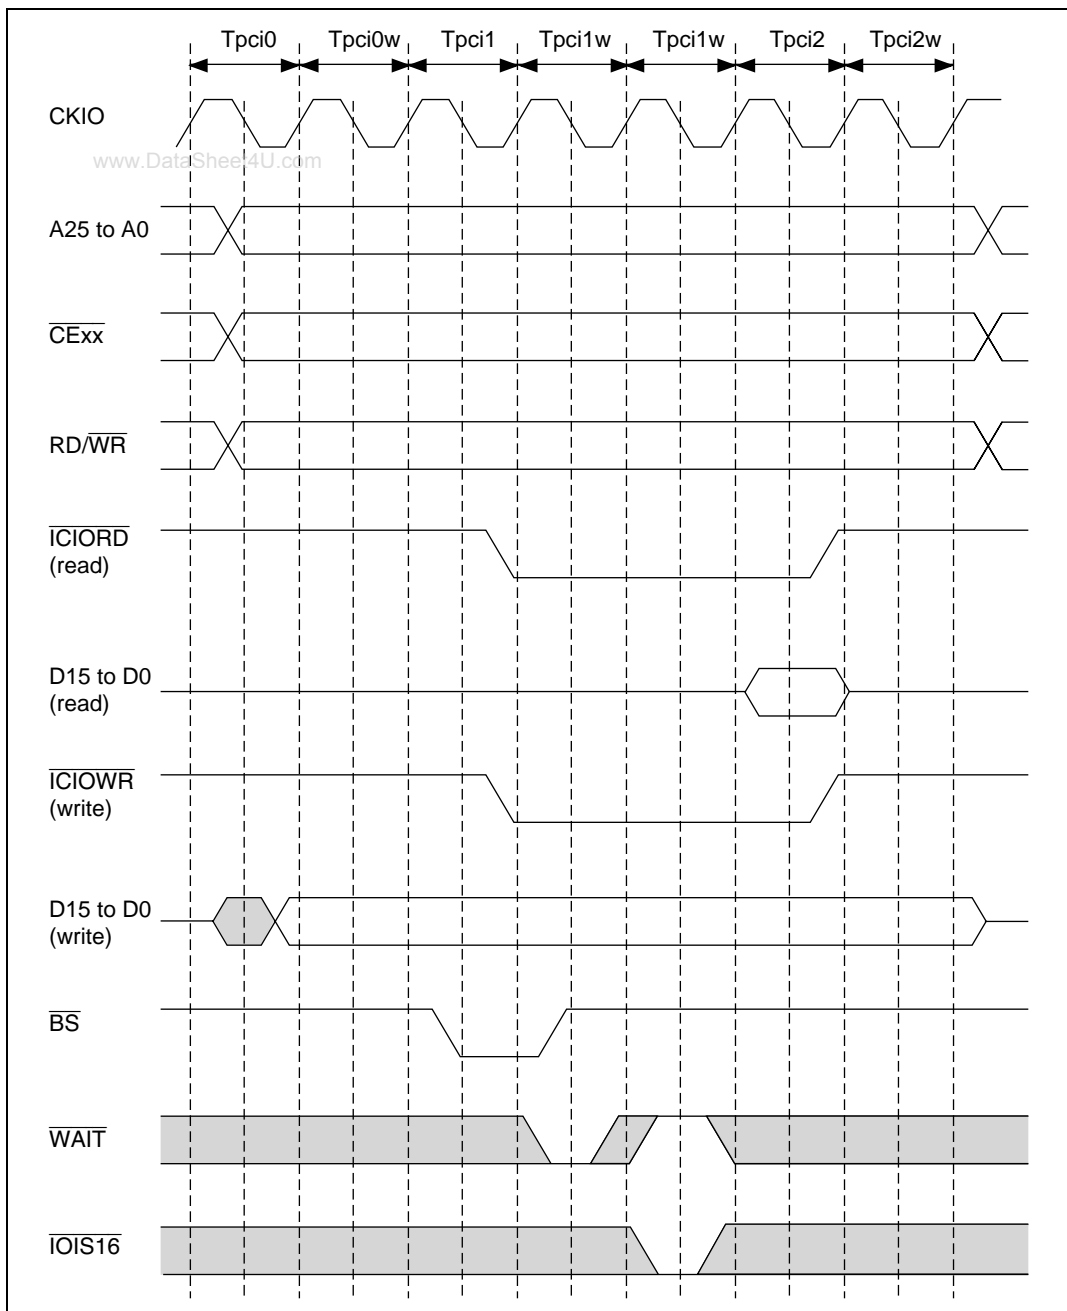 Tpci0 Tpci0w Tpci1 Tpci1w Tpci1w Tpci2 Tpci2w
CKIO
www.DataSheet4U.com
A25 to A0
CExx
RD/WR
ICIORD
(read)
D15 to D0
(read)
ICIOWR
(write)
D15 to D0
(write)
BS
WAIT
IOIS16